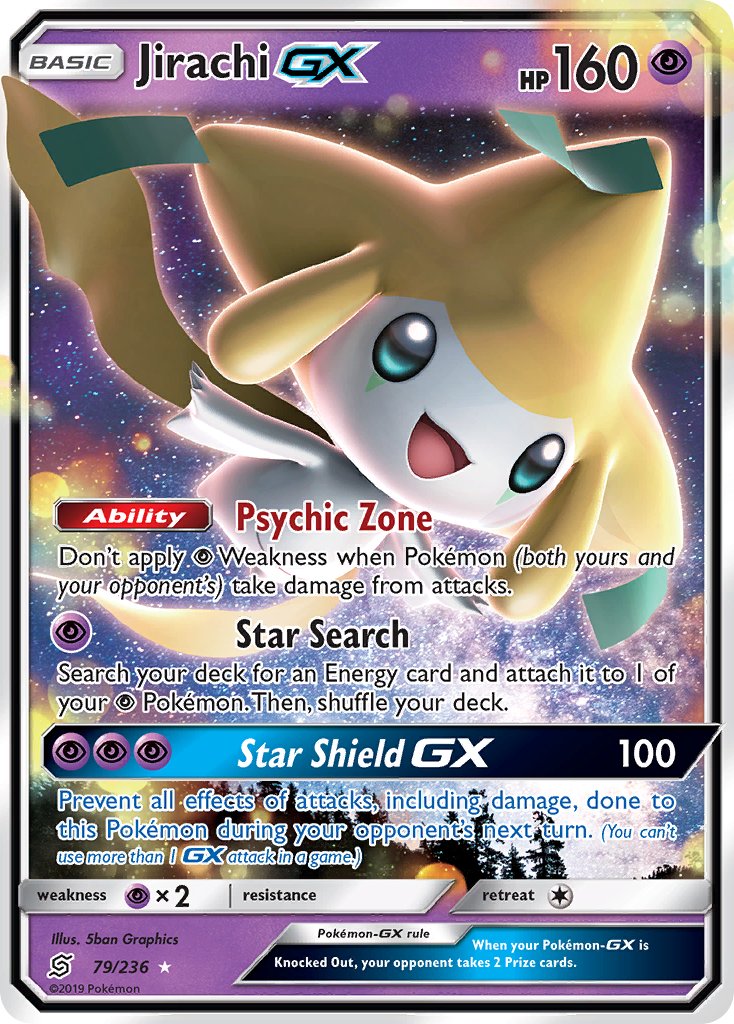 BASIC Jirachi GX HP 160
Ability Psychic Zone
Don't apply Weakness when Pokémon (both yours and
your opponent's) take damage from attacks.
Star Search
Search your deck for an Energy card and attach it to 1 of
your Pokémon. Then, shuffle your deck.
Star Shield GX 100
Prevent all effects of attacks, including damage, done to
this Pokémon during your opponent's next turn. (You can't
use more than 1 GX attack in a game.)
weakness ×2 resistance retreat
Illus. 5ban Graphics
79/236
©2019 Pokémon
Pokémon-GX rule
When your Pokémon-GX is
Knocked Out, your opponent takes 2 Prize cards.